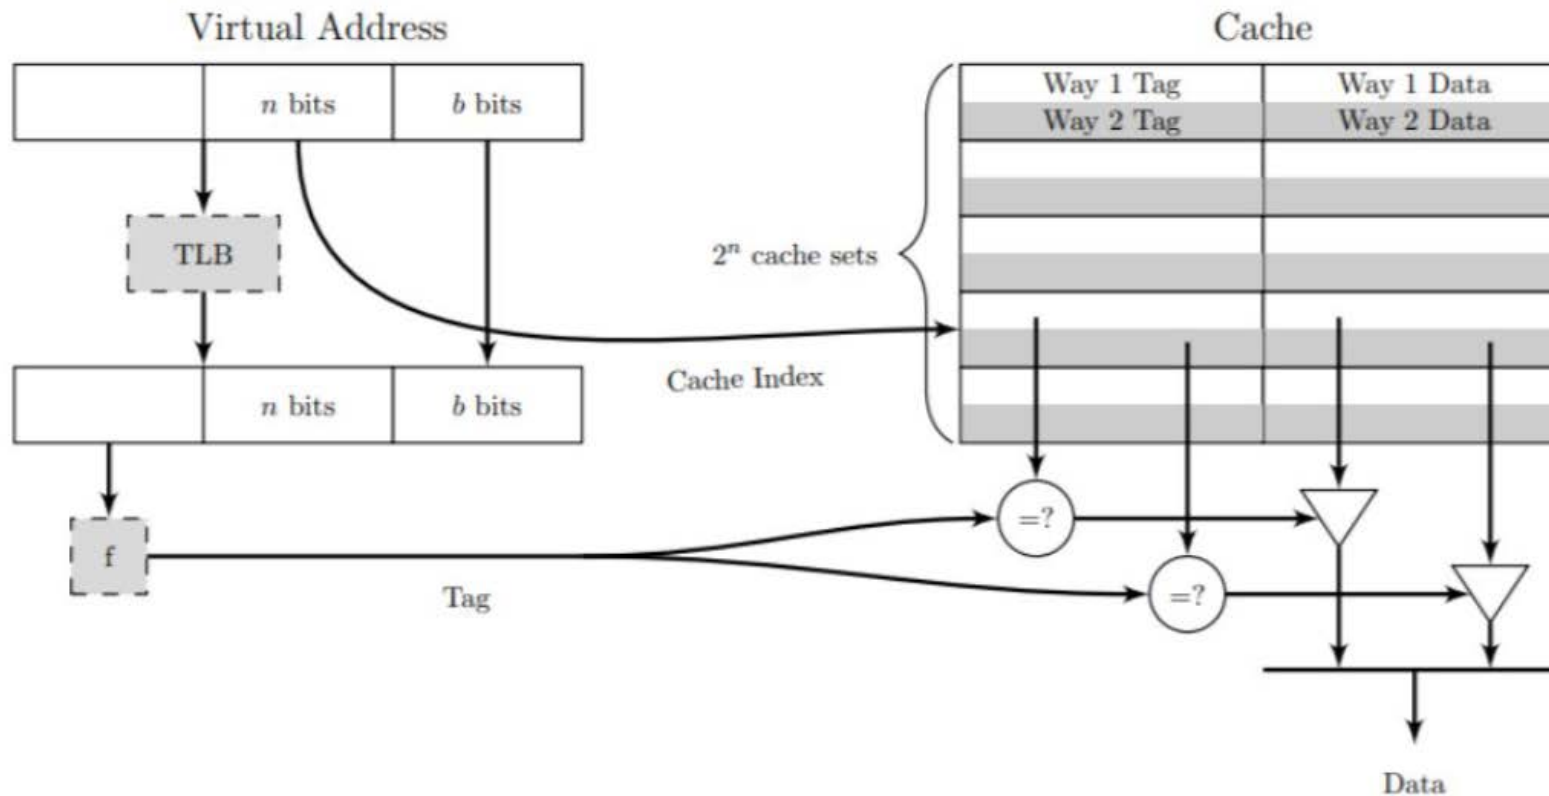 Virtual Address
Cache
n bits
b bits
Way 1 Tag
Way 1 Data
Way 2 Tag
Way 2 Data
TLB
2ⁿ cache sets
Cache Index
n bits
b bits
f
Tag
=?
=?
Data